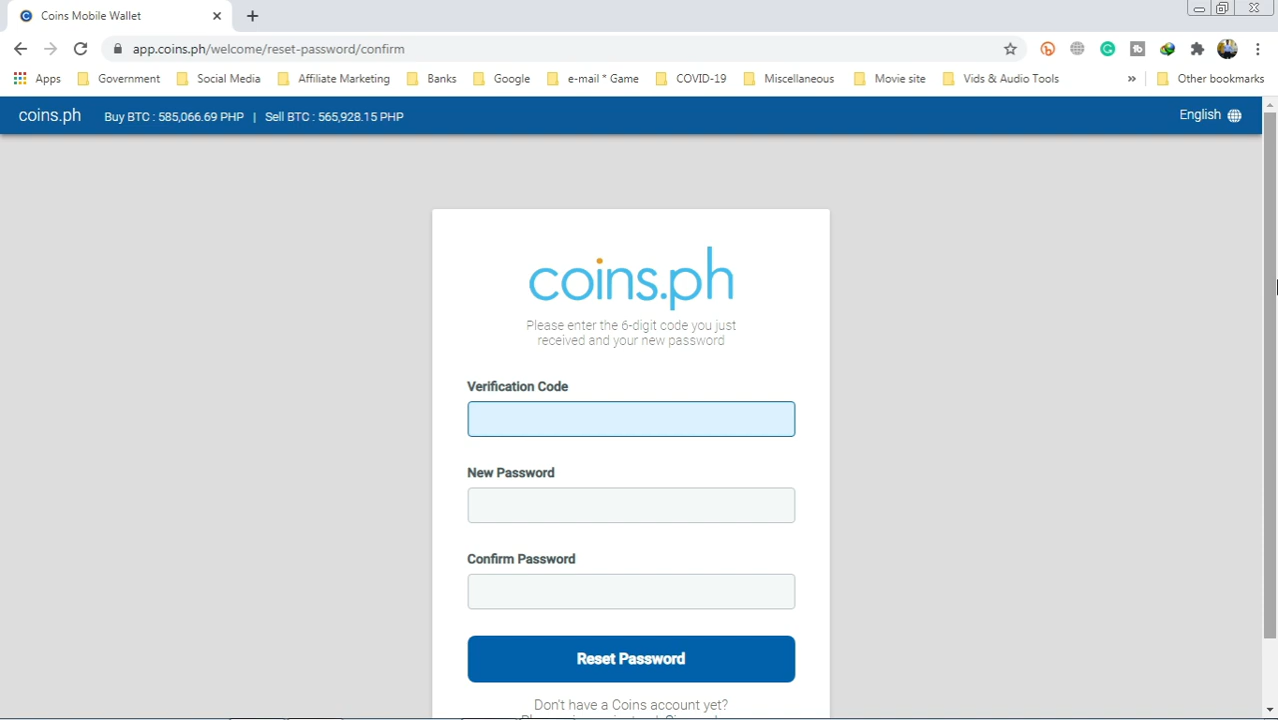 Coins Mobile Wallet
app.coins.ph/welcome/reset-password/confirm
Apps Government Social Media Affiliate Marketing Banks Google e-mail * Game COVID-19 Miscellaneous Movie site Vids & Audio Tools » Other bookmarks
coins.ph Buy BTC : 585,066.69 PHP | Sell BTC : 565,928.15 PHP English
coins.ph
Please enter the 6-digit code you just
received and your new password
Verification Code
New Password
Confirm Password
Reset Password
Don't have a Coins account yet?